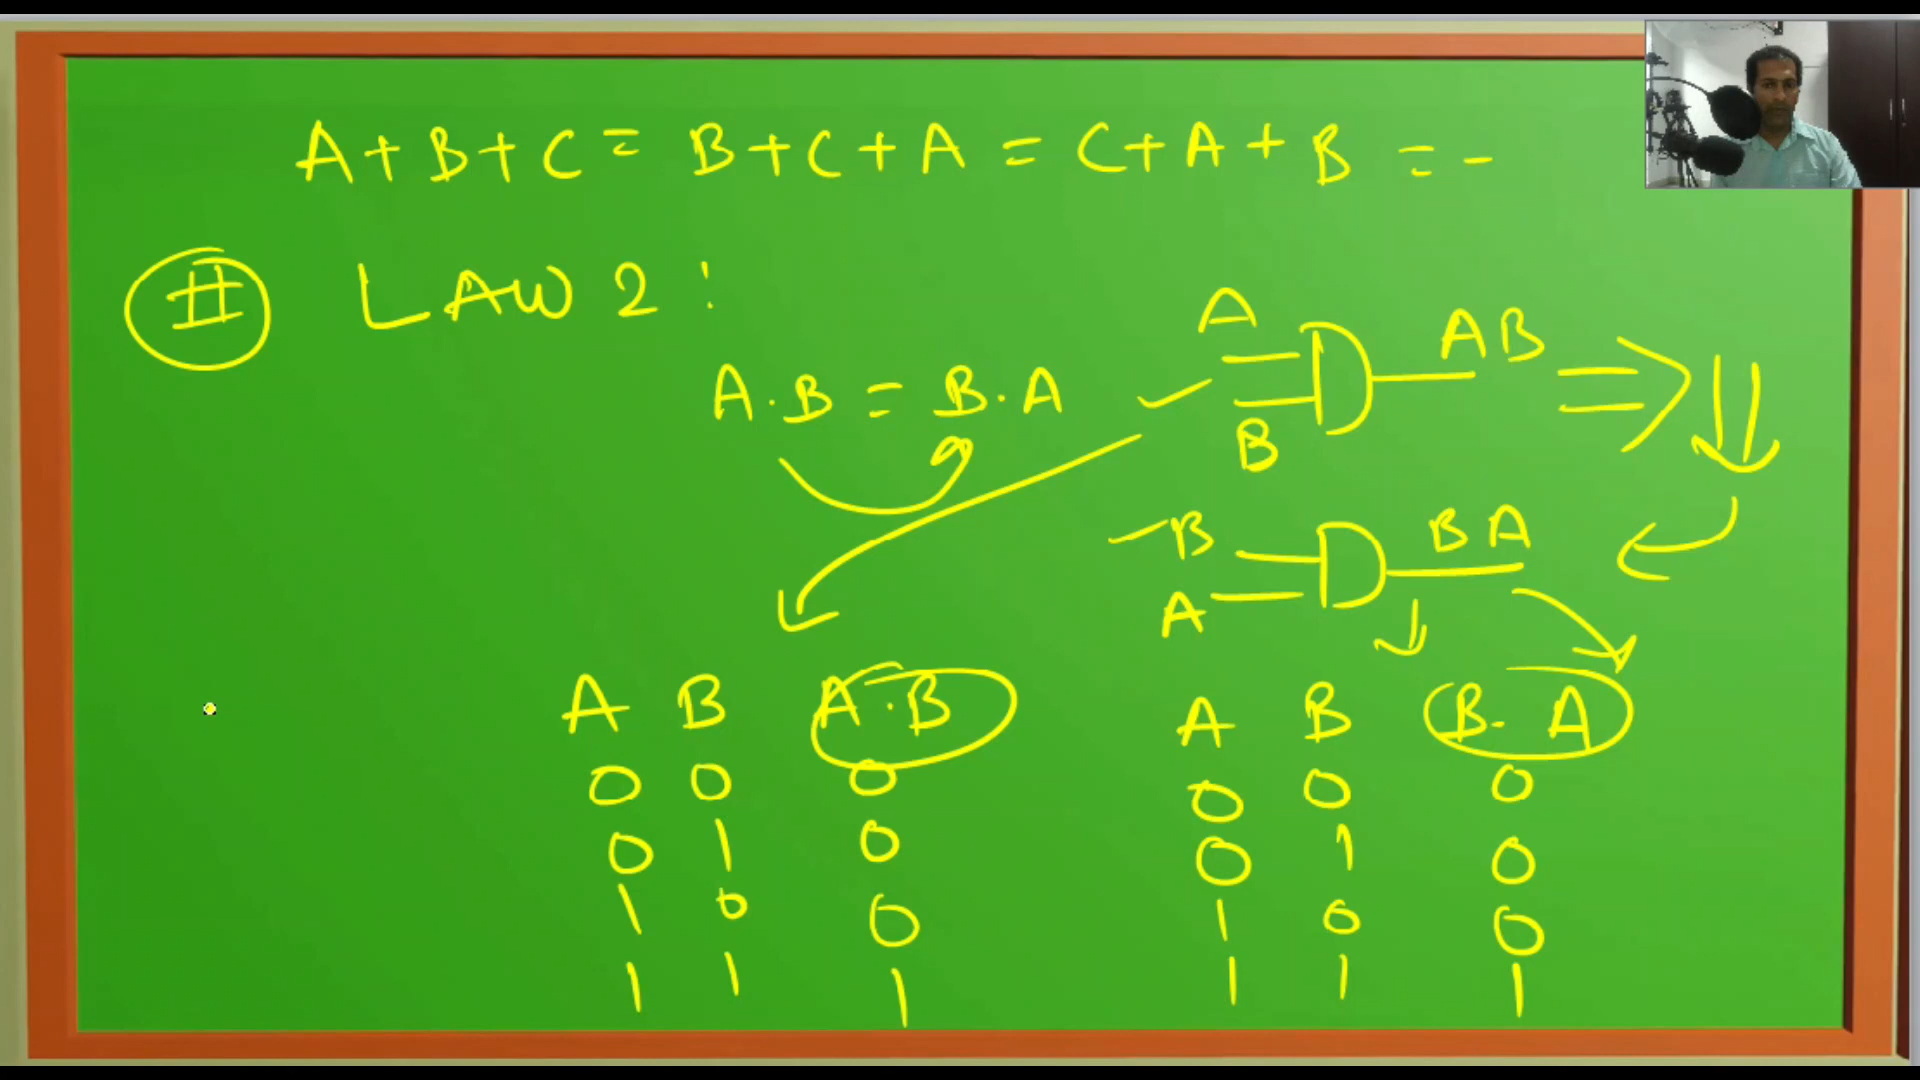 A+B+C = B+C+A = C+A+B = -
II LAW 2 :
A.B = B.A
A
B
AB
B
A
BA
A B A.B
0 0 0
0 1 0
1 0 0
1 1 1
A B B.A
0 0 0
0 1 0
1 0 0
1 1 1